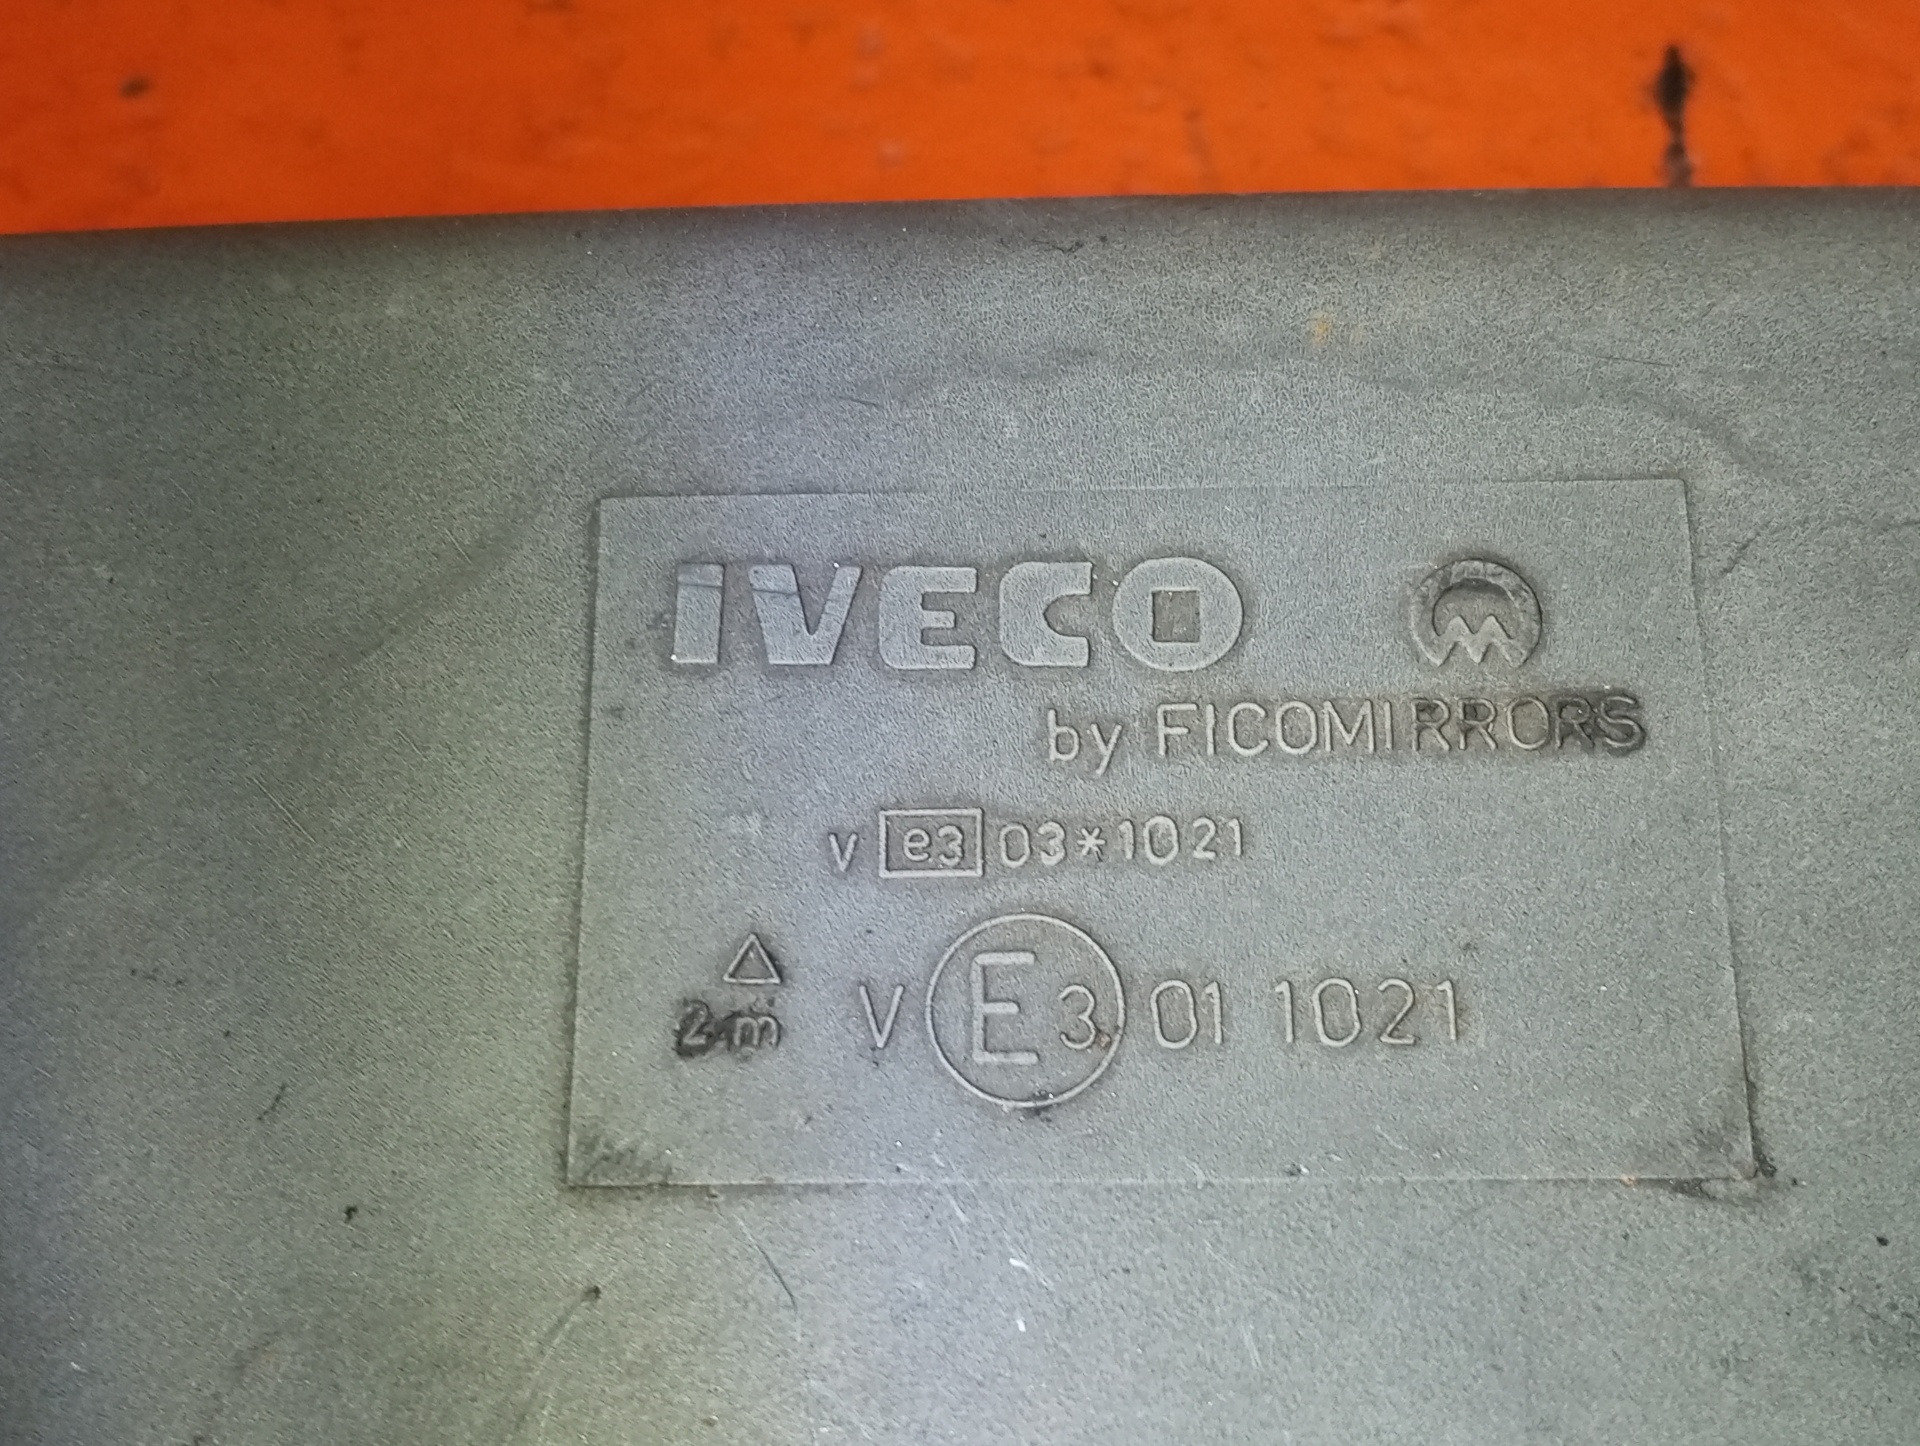 IVECO
by FICOMIRRORS
V e3 03*1021
2m V E3 01 1021